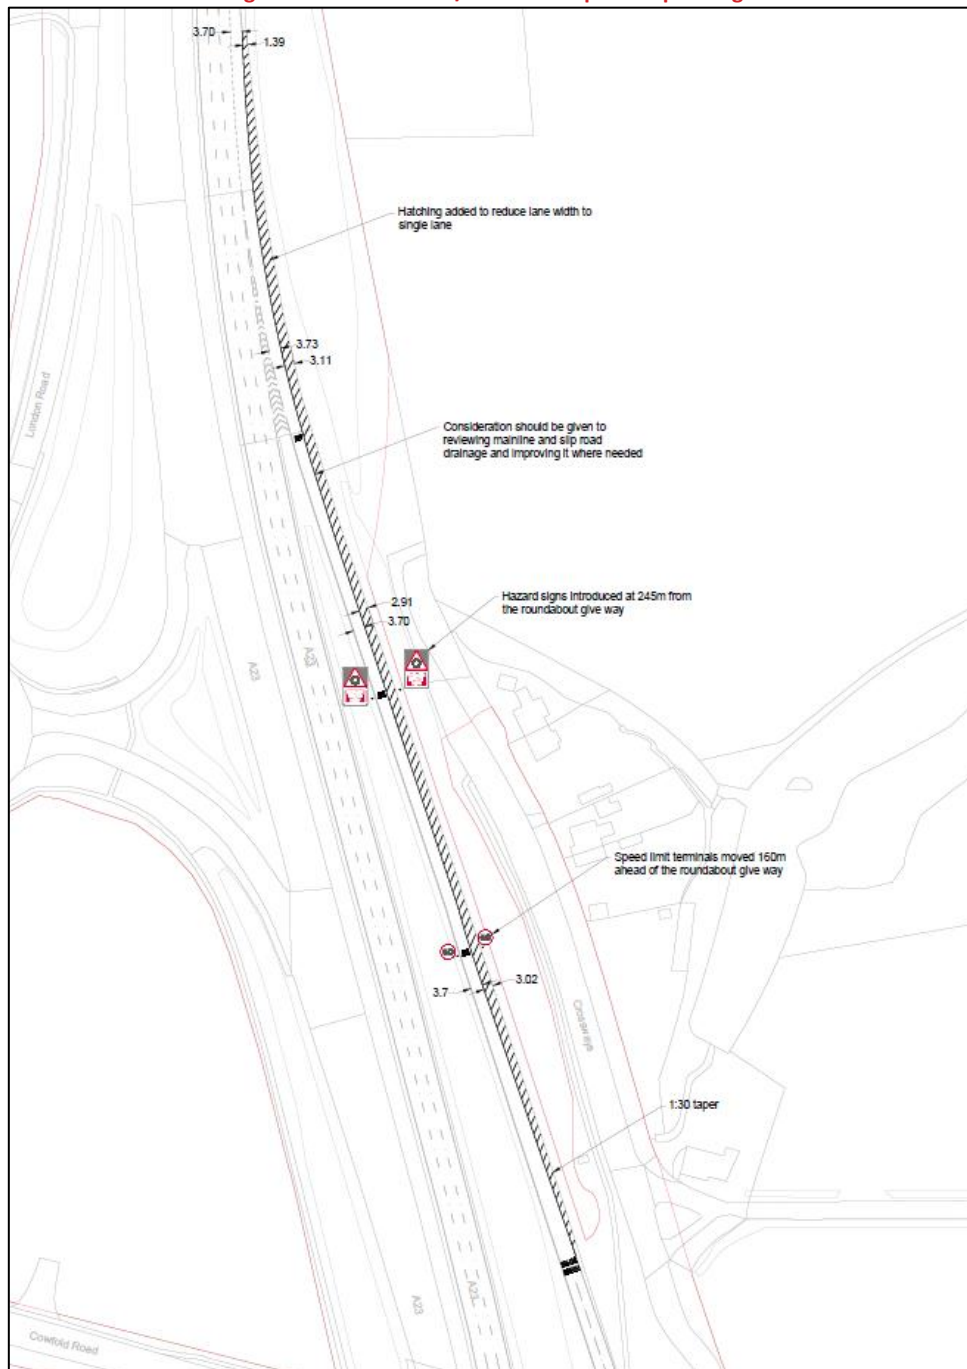 3.70
1.39
Hatching added to reduce lane width to
single lane
3.73
3.11
London Road
Consideration should be given to
reviewing mainline and slip road
drainage and improving it where needed
2.91
3.70
Hazard signs introduced at 245m from
the roundabout give way
A23
A23
Speed limit terminals moved 160m
ahead of the roundabout give way
3.7
3.02
Crossways
1:30 taper
A23
A23
Cowfold Road